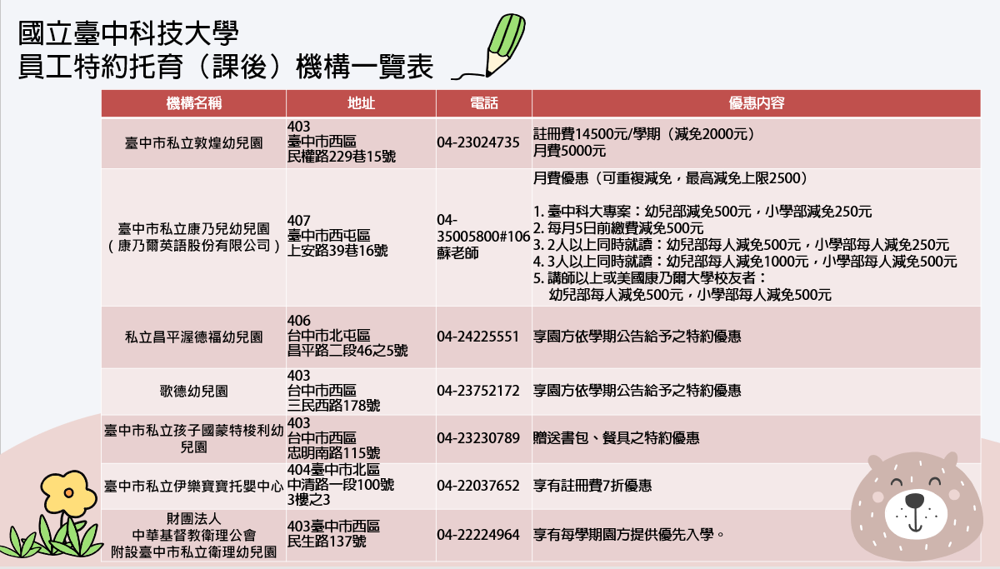 國立臺中科技大學
員工特約托育（課後）機構一覽表
機構名稱
地址
電話
優惠內容
臺中市私立敦煌幼兒園
403
臺中市西區
民權路229巷15號
04-23024735
註冊費14500元/學期（減免2000元）
月費5000元
臺中市私立康乃兒幼兒園
（康乃爾英語股份有限公司）
407
臺中市西屯區
上安路39巷16號
04-
35005800#106
蘇老師
月費優惠（可重複減免，最高減免上限2500）
1. 臺中科大專案：幼兒部減免500元，小學部減免250元
2. 每月5日前繳費減免500元
3. 2人以上同時就讀：幼兒部每人減免500元，小學部每人減免250元
4. 3人以上同時就讀：幼兒部每人減免1000元，小學部每人減免500元
5. 講師以上或美國康乃爾大學校友者：
幼兒部每人減免500元，小學部每人減免500元
私立昌平渥德福幼兒園
406
台中市北屯區
昌平路二段46之5號
04-24225551
享園方依學期公告給予之特約優惠
歌德幼兒園
403
台中市西區
三民西路178號
04-23752172
享園方依學期公告給予之特約優惠
臺中市私立孩子國蒙特梭利幼
兒園
403
台中市西區
忠明南路115號
04-23230789
贈送書包、餐具之特約優惠
臺中市私立伊樂寶寶托嬰中心
404臺中市北區
中清路一段100號
3樓之3
04-22037652
享有註冊費7折優惠
財團法人
中華基督教衛理公會
附設臺中市私立衛理幼兒園
403臺中市西區
民生路137號
04-22224964
享有每學期園方提供優先入學。